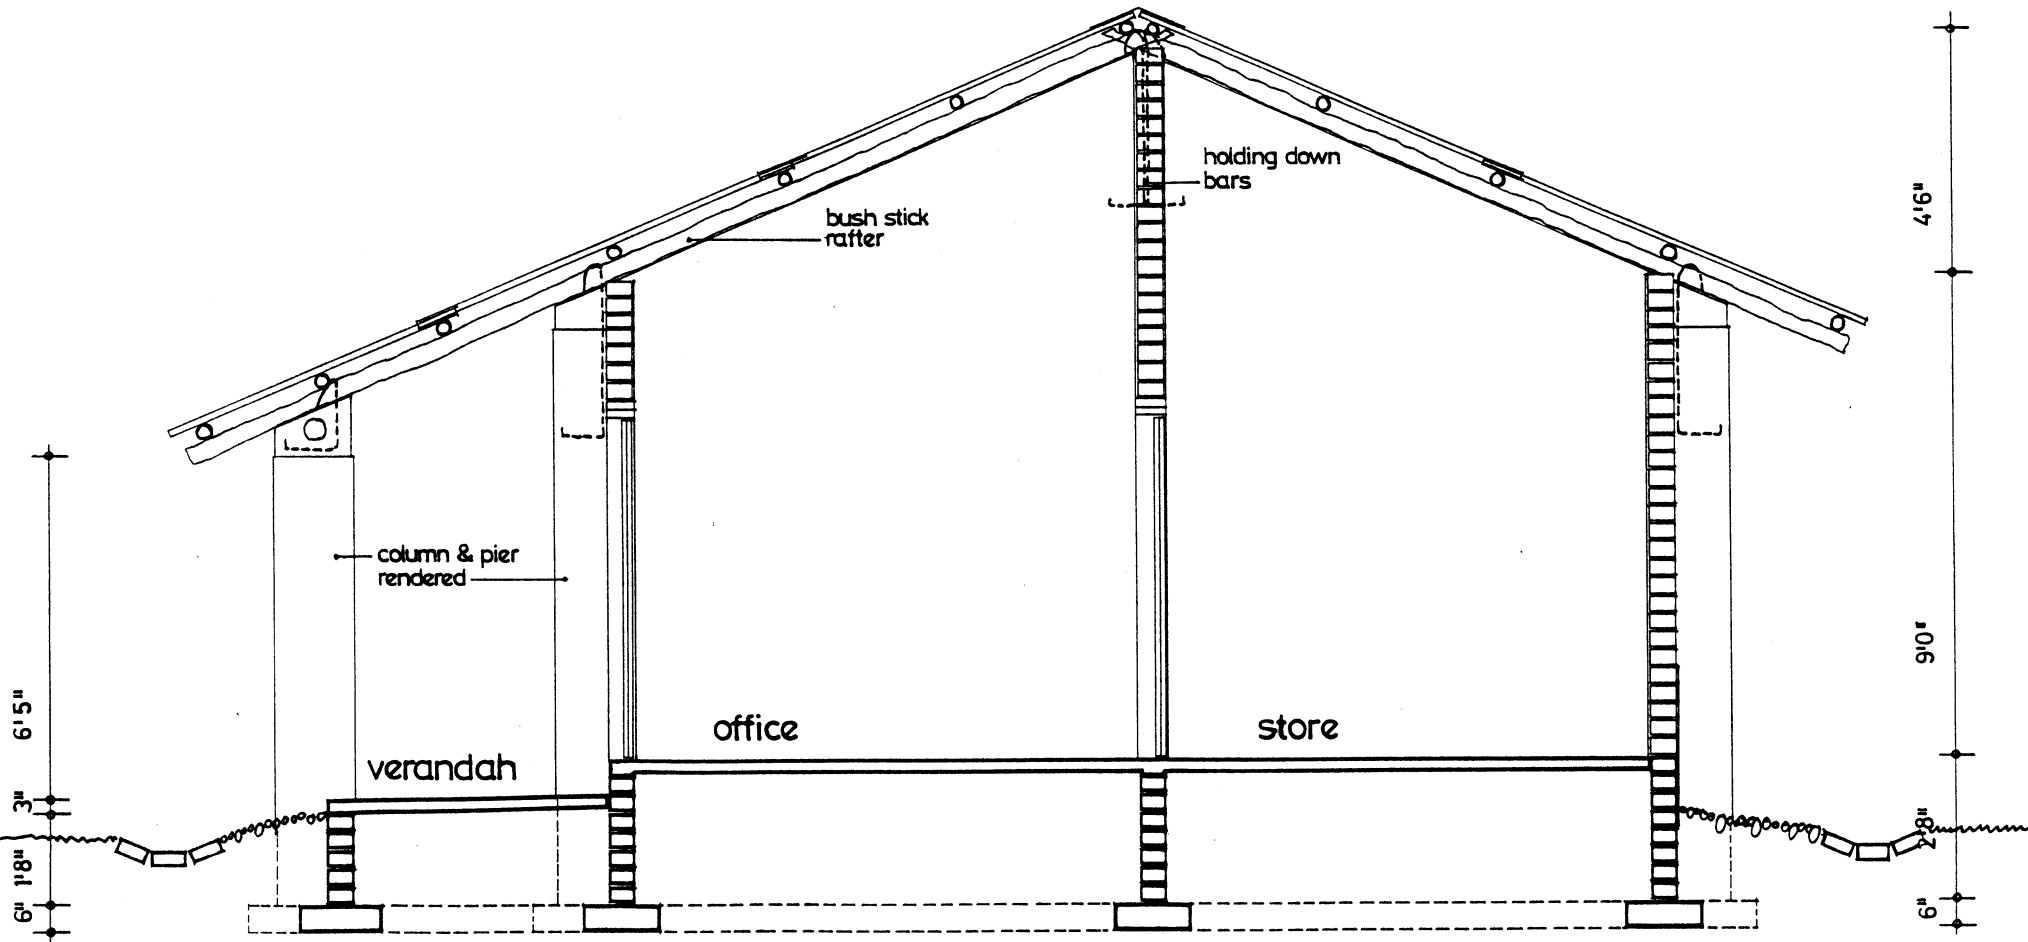 holding down
bars
4'6"
bush stick
rafter
column & pier
rendered
9'0"
6'5"
office
store
verandah
3"
2'8"
1'8"
6"
6"